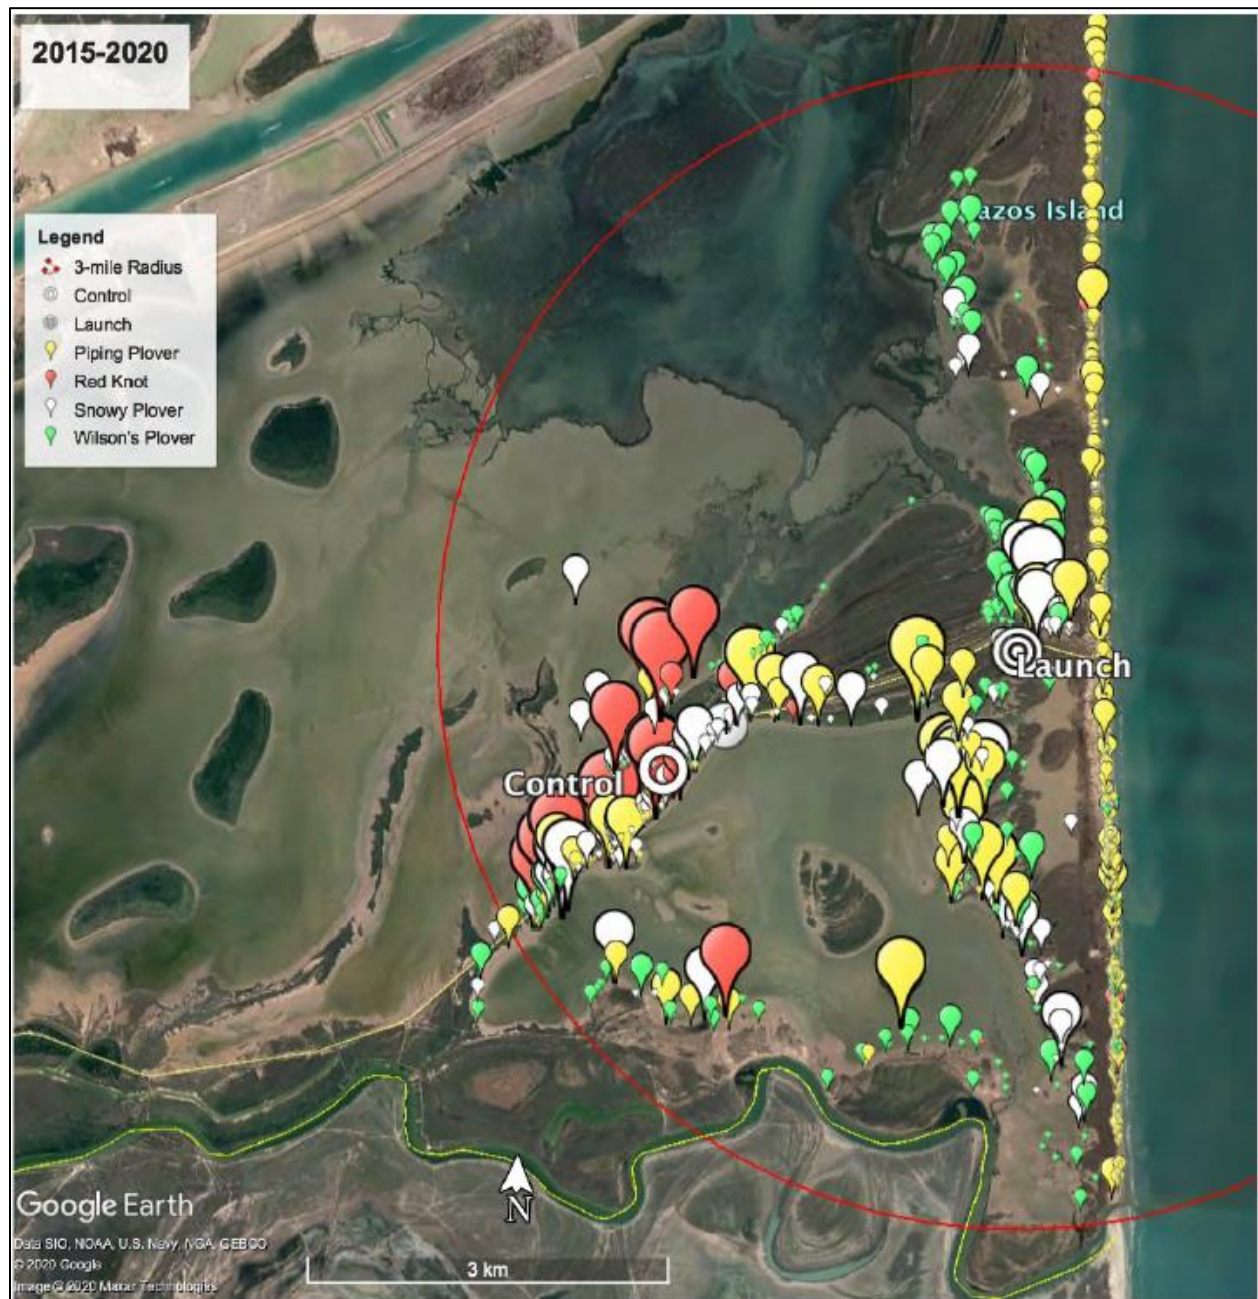 2015-2020
azos Island
Legend
3-mile Radius
Control
Launch
Piping Plover
Red Knot
Snowy Plover
Wilson's Plover
Launch
Control
N
Google Earth
Data SIO, NOAA, U.S. Navy, NGA, GEBCO
© 2020 Google
Image © 2020 Maxar Technologies
3 km